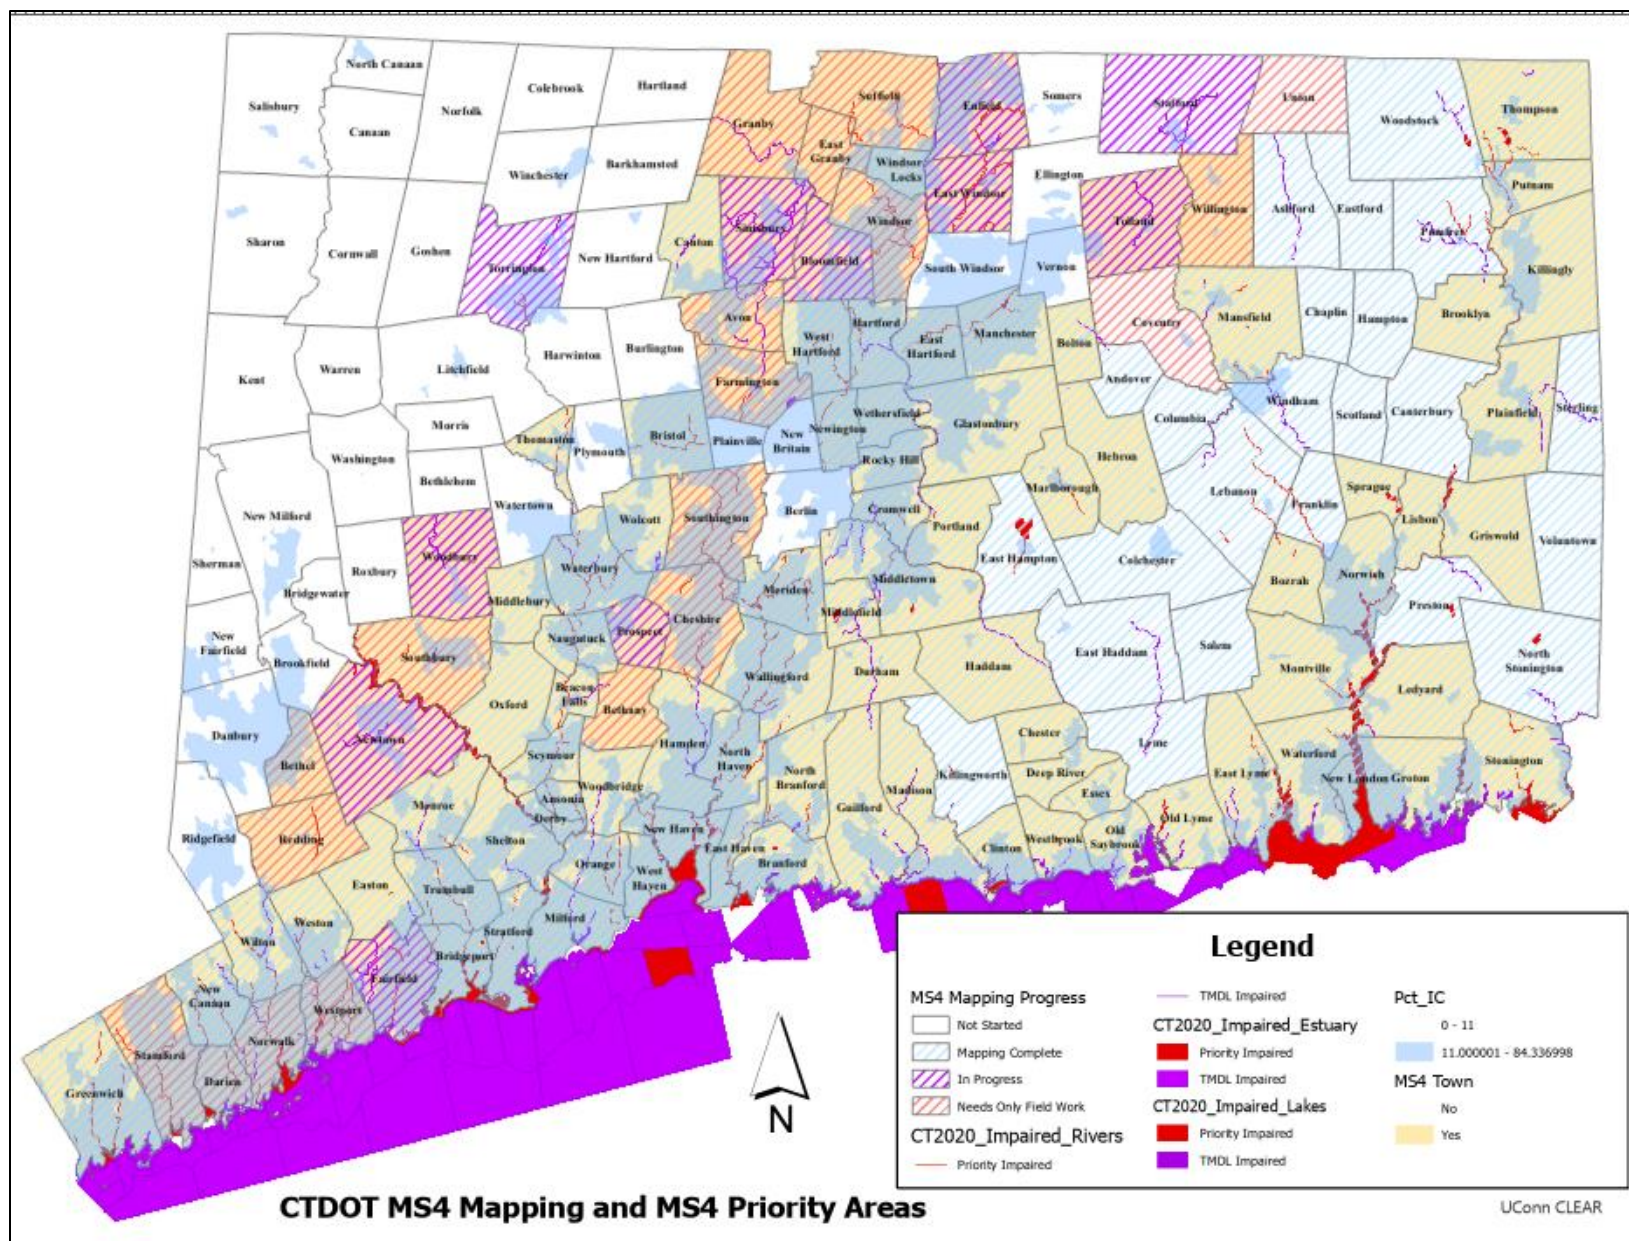 North Canaan
Salisbury
Canaan
Norfolk
Colebrook
Hartland
Granby
Suffield
Enfield
Somers
Stafford
Union
Woodstock
Thompson
East
Granby
Windsor
Locks
East Windsor
Ellington
Winchester
Barkhamsted
Putnam
Sharon
Cornwall
Goshen
Torrington
New Hartford
Canton
Simsbury
Bloomfield
Windsor
South Windsor
Vernon
Tolland
Willington
Ashford
Eastford
Pomfret
Killingly
Kent
Warren
Litchfield
Harwinton
Burlington
Avon
West
Hartford
Hartford
East
Hartford
Manchester
Bolton
Coventry
Mansfield
Chaplin
Hampton
Brooklyn
Farmington
Andover
Columbia
Windham
Scotland
Canterbury
Plainfield
Sterling
Morris
Thomaston
Plymouth
Bristol
Plainville
New
Britain
Newington
Wethersfield
Rocky Hill
Glastonbury
Hebron
Marlborough
Washington
Bethlehem
Watertown
Wolcott
Southington
Berlin
Cromwell
Portland
East Hampton
Colchester
Lebanon
Franklin
Sprague
Lisbon
Griswold
Voluntown
New Milford
Sherman
Bridgewater
Roxbury
Woodbury
Middlebury
Waterbury
Naugatuck
Prospect
Cheshire
Meriden
Middletown
Middlefield
Bozrah
Norwich
Preston
New
Fairfield
Brookfield
Southbury
Oxford
Beacon
Falls
Bethany
Wallingford
Durham
Haddam
East Haddam
Salem
Montville
Ledyard
North
Stonington
Danbury
Bethel
Newtown
Seymour
Woodbridge
Hamden
North
Haven
North
Branford
Guilford
Madison
Killingworth
Chester
Deep River
Essex
Lyme
East Lyme
Waterford
New London
Groton
Stonington
Ridgefield
Redding
Monroe
Shelton
Ansonia
Derby
Orange
New Haven
West
Haven
East Haven
Branford
Clinton
Westbrook
Old
Saybrook
Old Lyme
Easton
Trumbull
Milford
Stratford
Weston
Wilton
Bridgeport
Fairfield
New
Canaan
Westport
Norwalk
Stamford
Darien
Greenwich
Legend
MS4 Mapping Progress
Not Started
Mapping Complete
In Progress
Needs Only Field Work
CT2020_Impaired_Rivers
Priority Impaired
TMDL Impaired
CT2020_Impaired_Estuary
Priority Impaired
TMDL Impaired
CT2020_Impaired_Lakes
Priority Impaired
TMDL Impaired
Pct_IC
0 - 11
11.000001 - 84.336998
MS4 Town
No
Yes
N
CTDOT MS4 Mapping and MS4 Priority Areas
UConn CLEAR